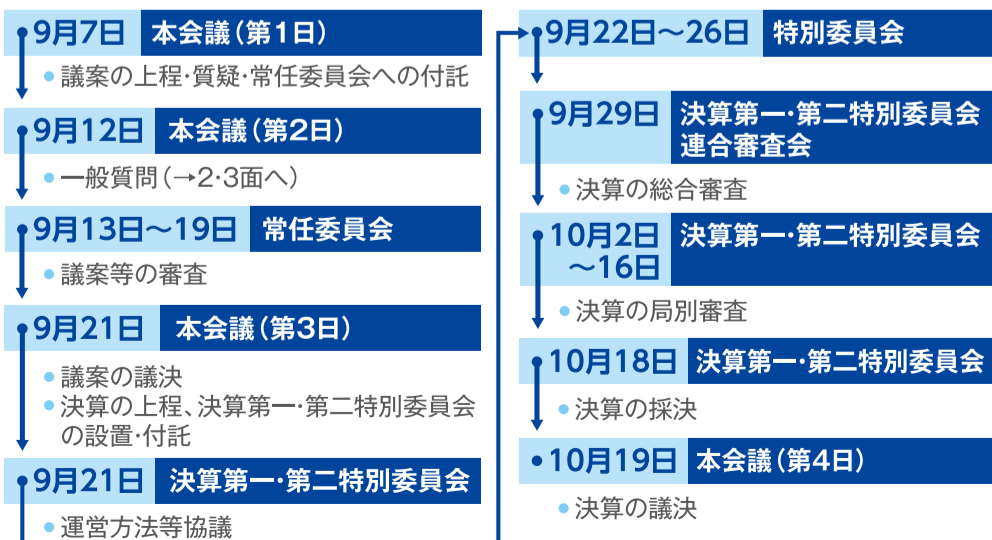 9月7日 本会議(第1日)
議案の上程・質疑・常任委員会への付託
9月12日 本会議(第2日)
一般質問(→2・3面へ)
9月13日～19日 常任委員会
議案等の審査
9月21日 本会議(第3日)
議案の議決
決算の上程、決算第一・第二特別委員会
の設置・付託
9月21日 決算第一・第二特別委員会
運営方法等協議
9月22日～26日 特別委員会
9月29日 決算第一・第二特別委員会
連合審査会
決算の総合審査
10月2日 決算第一・第二特別委員会
～16日
決算の局別審査
10月18日 決算第一・第二特別委員会
決算の採決
10月19日 本会議(第4日)
決算の議決